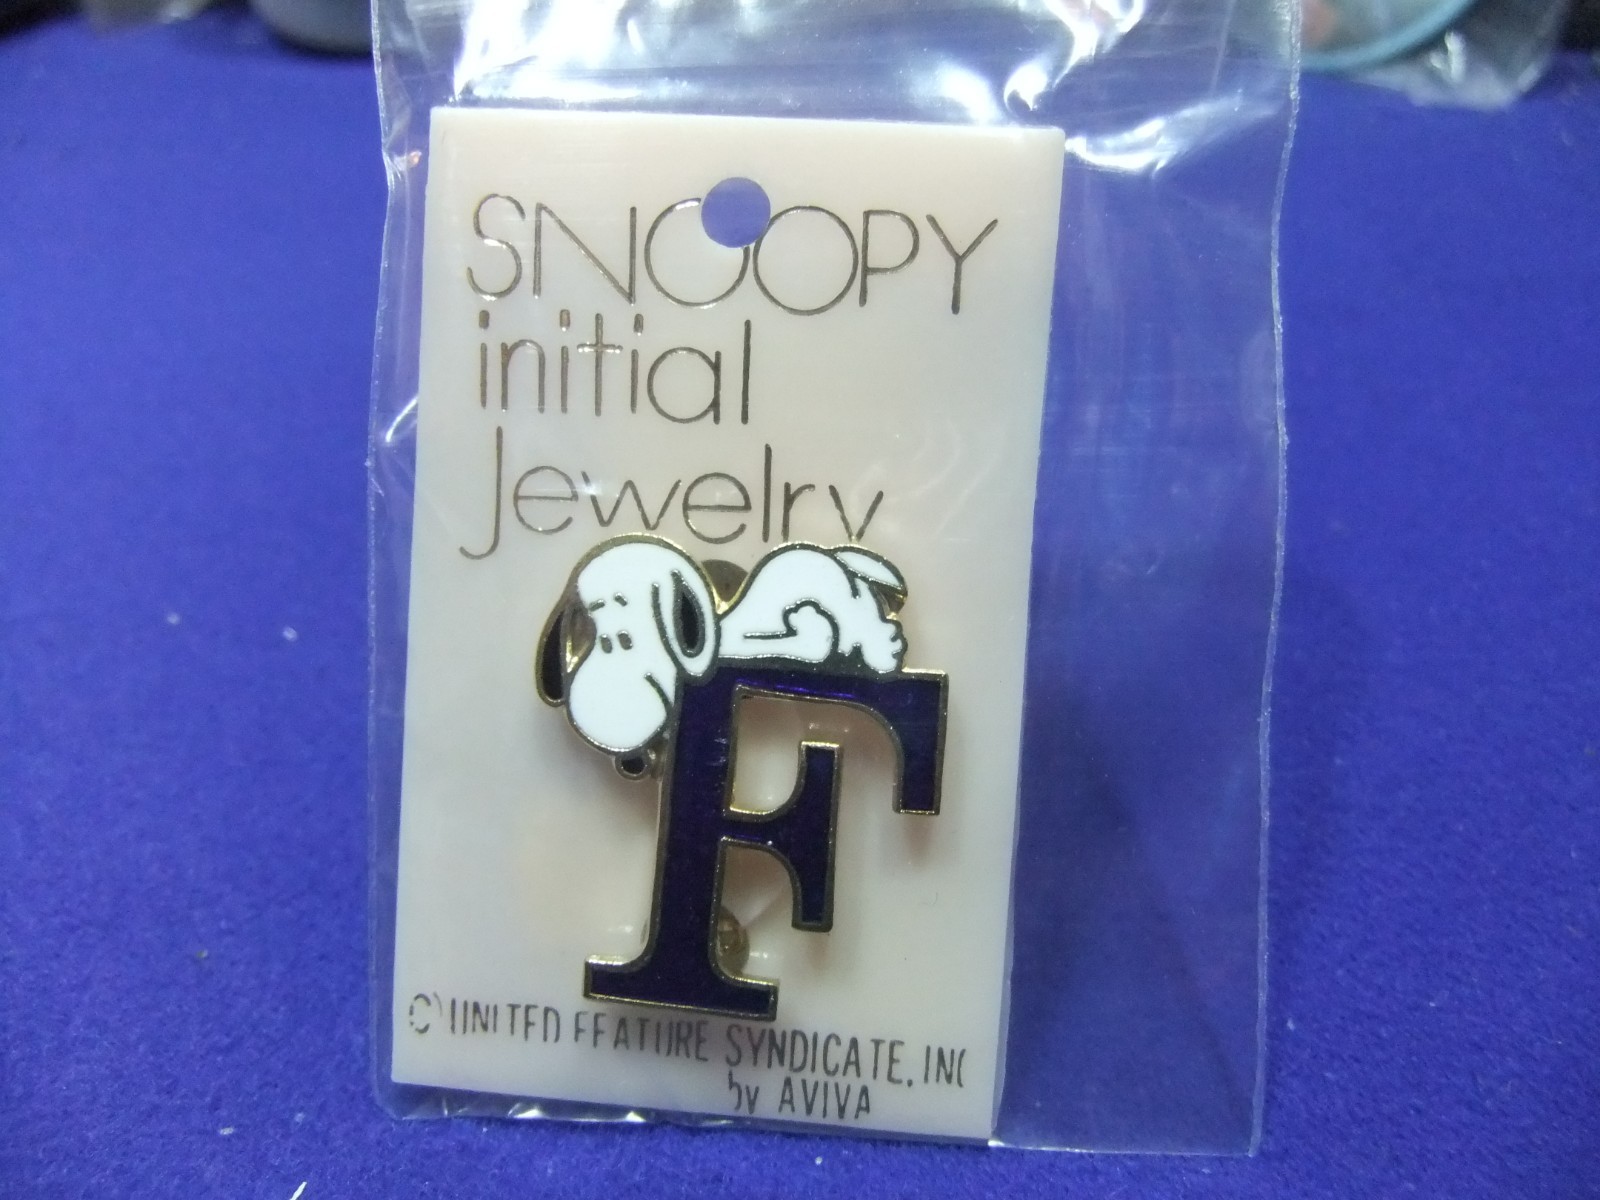 SNOOPY
initial
Jewelry
F
© UNITED FEATURE SYNDICATE, INC
by AVIVA